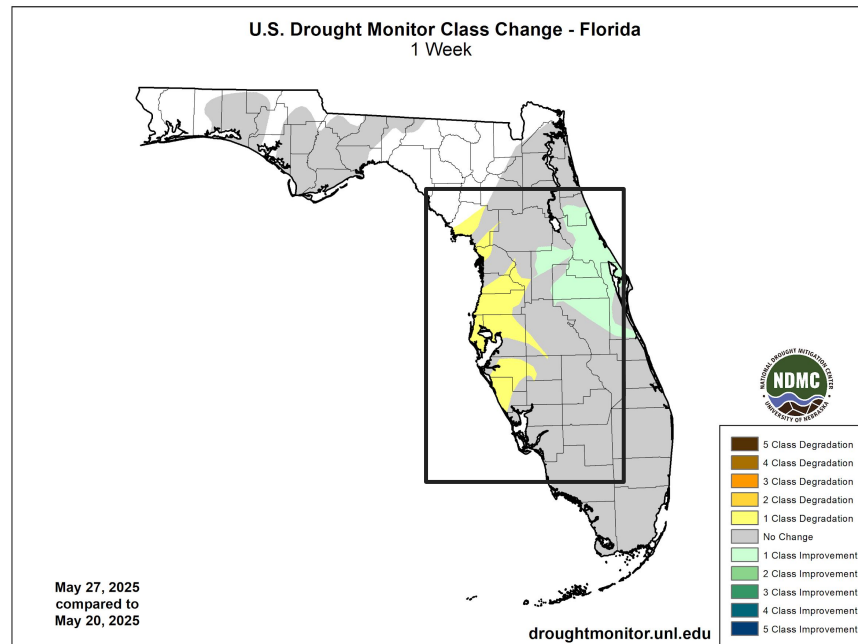 U.S. Drought Monitor Class Change - Florida
1 Week
NATIONAL DROUGHT MITIGATION CENTER
NDMC
UNIVERSITY OF NEBRASKA
5 Class Degradation
4 Class Degradation
3 Class Degradation
2 Class Degradation
1 Class Degradation
No Change
1 Class Improvement
2 Class Improvement
3 Class Improvement
4 Class Improvement
5 Class Improvement
May 27, 2025
compared to
May 20, 2025
droughtmonitor.unl.edu